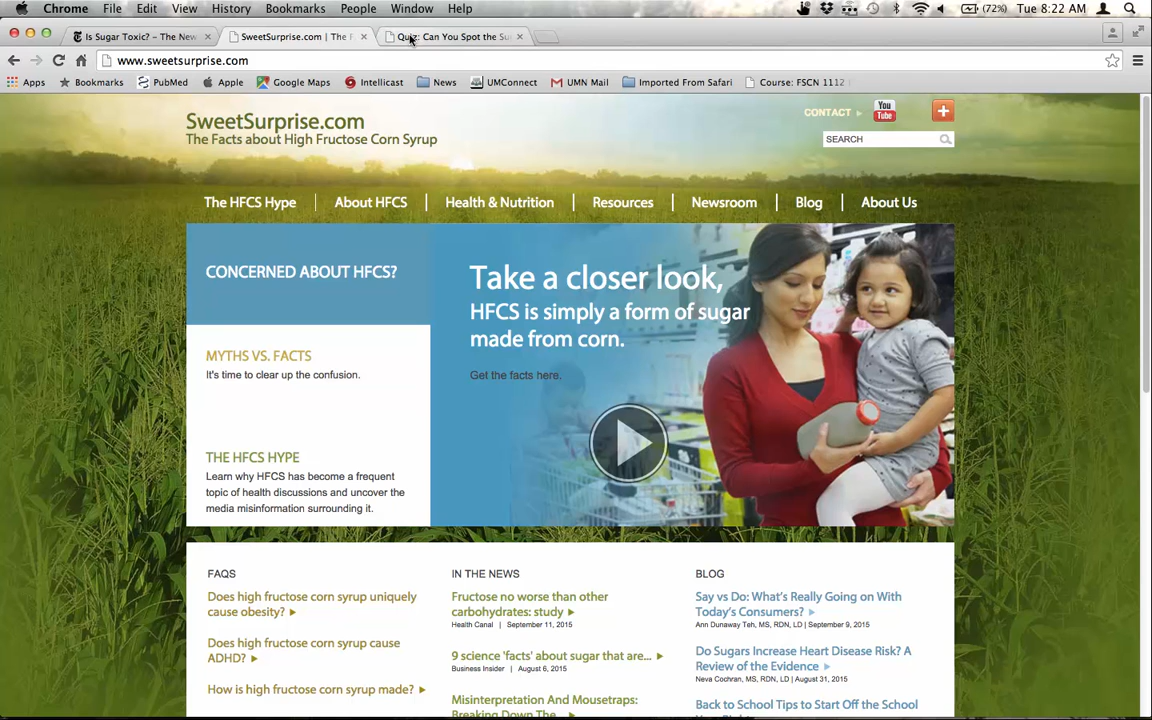 Chrome File Edit View History Bookmarks People Window Help (72%) Tue 8:22 AM
Is Sugar Toxic? – The New SweetSurprise.com | The F Quiz: Can You Spot the Su
www.sweetsurprise.com
Apps Bookmarks PubMed Apple Google Maps Intellicast News UMConnect UMN Mail Imported From Safari Course: FSCN 1112
SweetSurprise.com
The Facts about High Fructose Corn Syrup
CONTACT
You Tube
SEARCH
The HFCS Hype About HFCS Health & Nutrition Resources Newsroom Blog About Us
CONCERNED ABOUT HFCS?
MYTHS VS. FACTS
It's time to clear up the confusion.
THE HFCS HYPE
Learn why HFCS has become a frequent
topic of health discussions and uncover the
media misinformation surrounding it.
Take a closer look,
HFCS is simply a form of sugar
made from corn.
Get the facts here.
FAQS
Does high fructose corn syrup uniquely
cause obesity?
Does high fructose corn syrup cause
ADHD?
How is high fructose corn syrup made?
IN THE NEWS
Fructose no worse than other
carbohydrates: study
Health Canal | September 11, 2015
9 science 'facts' about sugar that are...
Business Insider | August 6, 2015
Misinterpretation And Mousetraps:
Breaking Down The...
BLOG
Say vs Do: What's Really Going on With
Today's Consumers?
Ann Dunaway Teh, MS, RDN, LD | September 9, 2015
Do Sugars Increase Heart Disease Risk? A
Review of the Evidence
Neva Cochran, MS, RDN, LD | August 31, 2015
Back to School Tips to Start Off the School